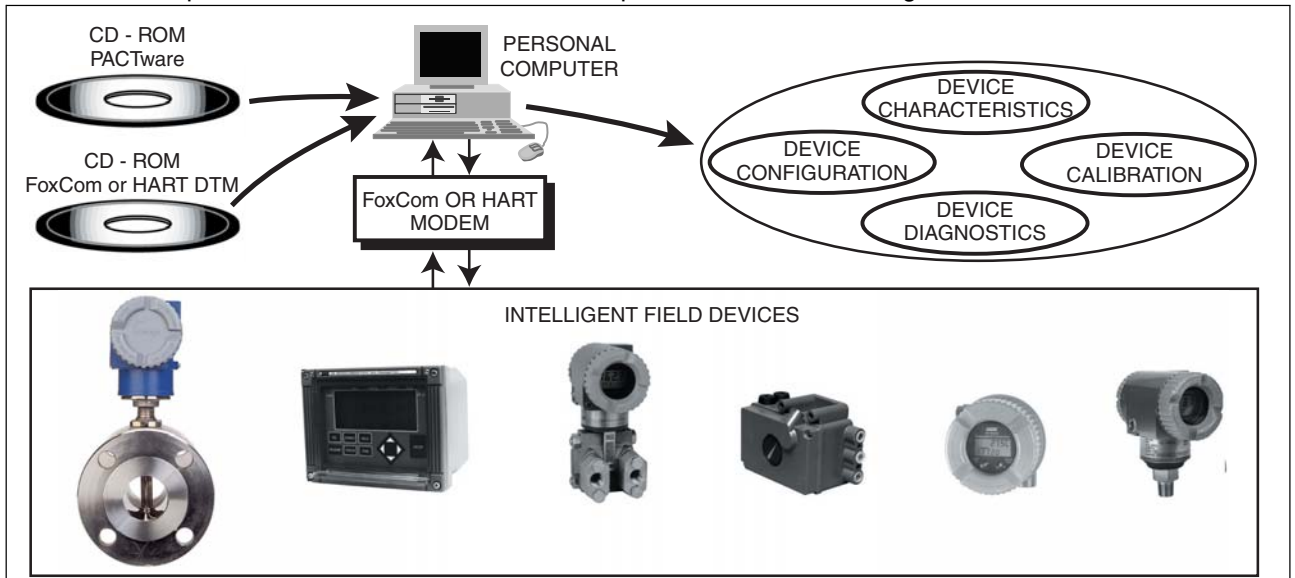 CD - ROM
PACTware
CD - ROM
FoxCom or HART DTM
PERSONAL
COMPUTER
FoxCom OR HART
MODEM
DEVICE
CHARACTERISTICS
DEVICE
CONFIGURATION
DEVICE
CALIBRATION
DEVICE
DIAGNOSTICS
INTELLIGENT FIELD DEVICES